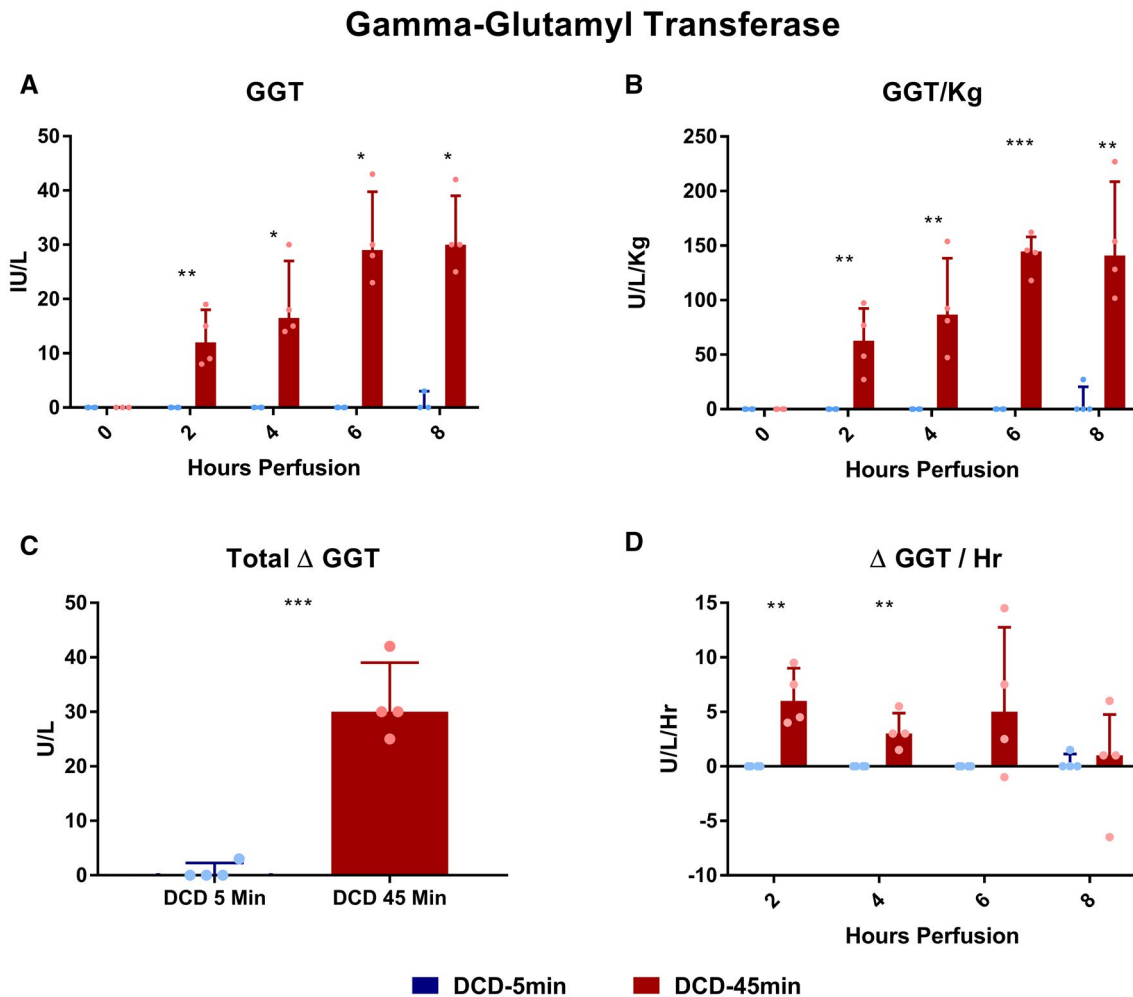 Gamma-Glutamyl Transferase
A
GGT
50
40
30
20
10
0
IU/L
**
*
*
*
0
2
4
6
8
Hours Perfusion
B
GGT/Kg
250
200
150
100
50
0
U/L/Kg
**
**
***
**
0
2
4
6
8
Hours Perfusion
C
Total Δ GGT
50
40
30
20
10
0
U/L
***
DCD 5 Min
DCD 45 Min
D
Δ GGT / Hr
15
10
5
0
-5
-10
U/L/Hr
**
**
2
4
6
8
Hours Perfusion
DCD-5min
DCD-45min